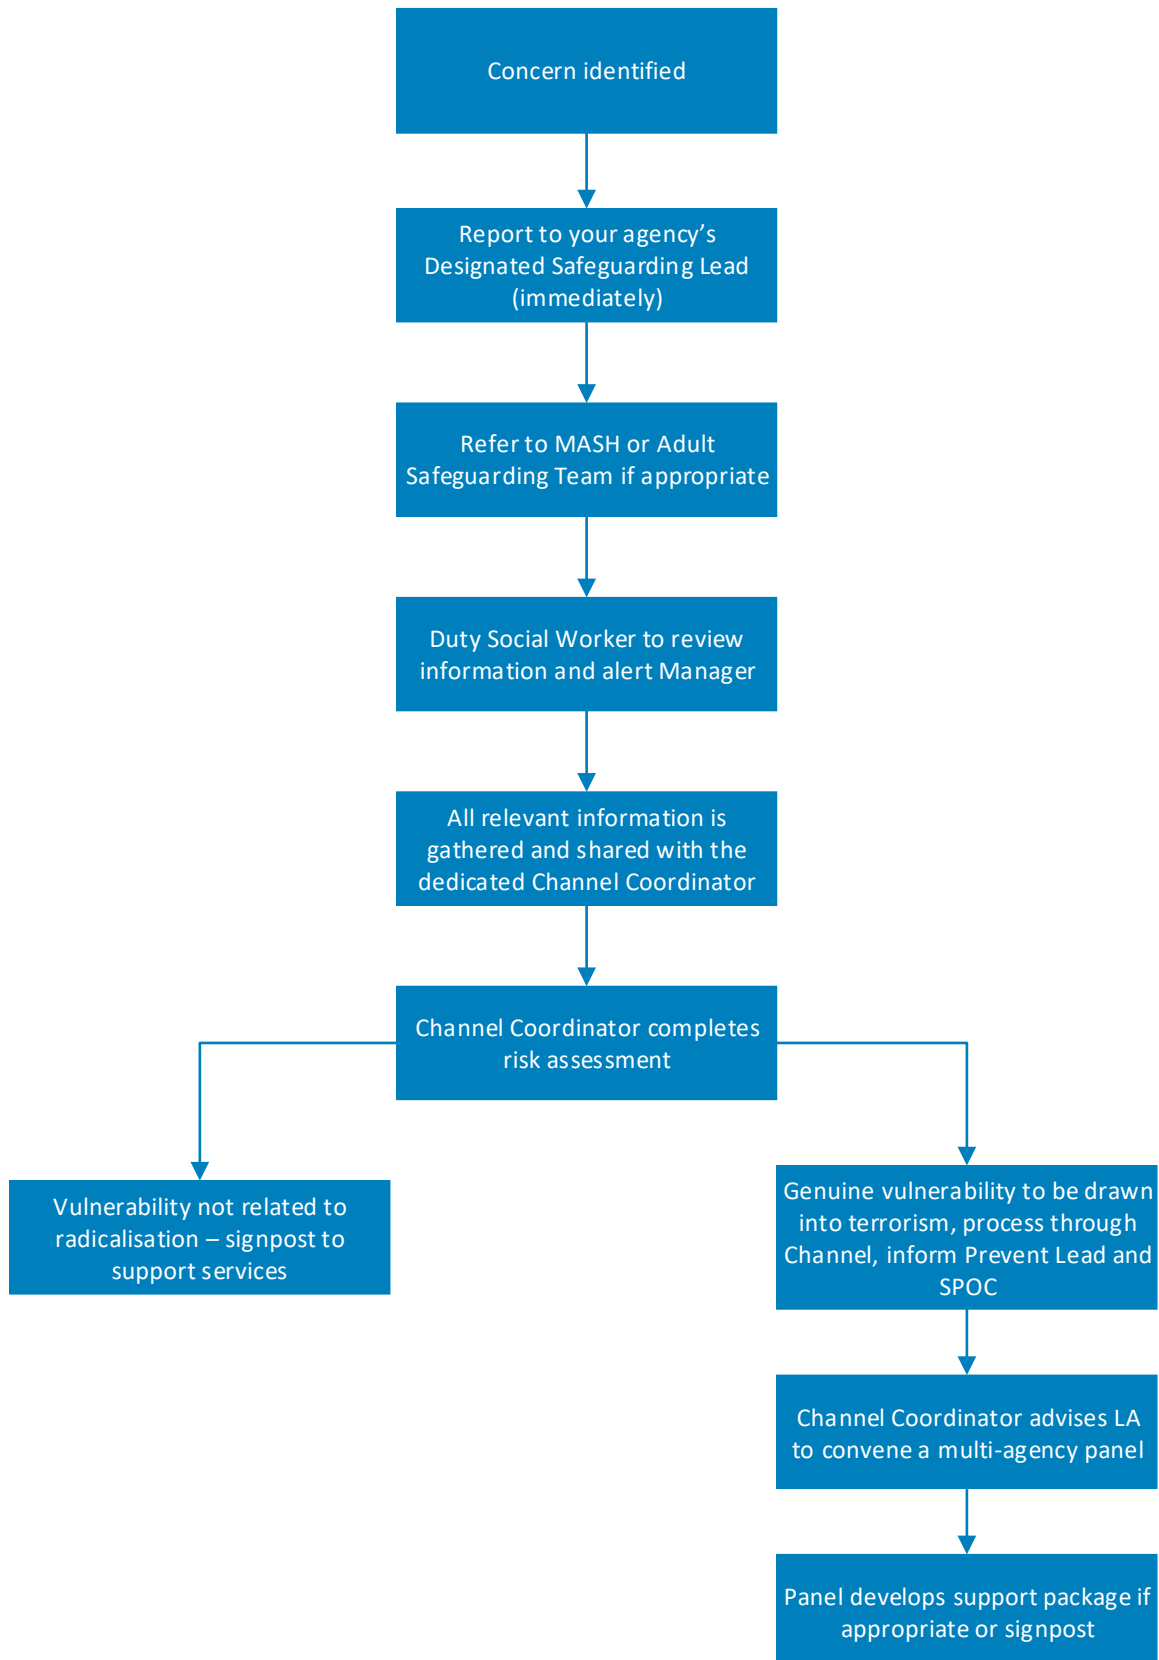 Concern identified
Report to your agency’s
Designated Safeguarding Lead
(immediately)
Refer to MASH or Adult
Safeguarding Team if appropriate
Duty Social Worker to review
information and alert Manager
All relevant information is
gathered and shared with the
dedicated Channel Coordinator
Channel Coordinator completes
risk assessment
Vulnerability not related to
radicalisation – signpost to
support services
Genuine vulnerability to be drawn
into terrorism, process through
Channel, inform Prevent Lead and
SPOC
Channel Coordinator advises LA
to convene a multi-agency panel
Panel develops support package if
appropriate or signpost